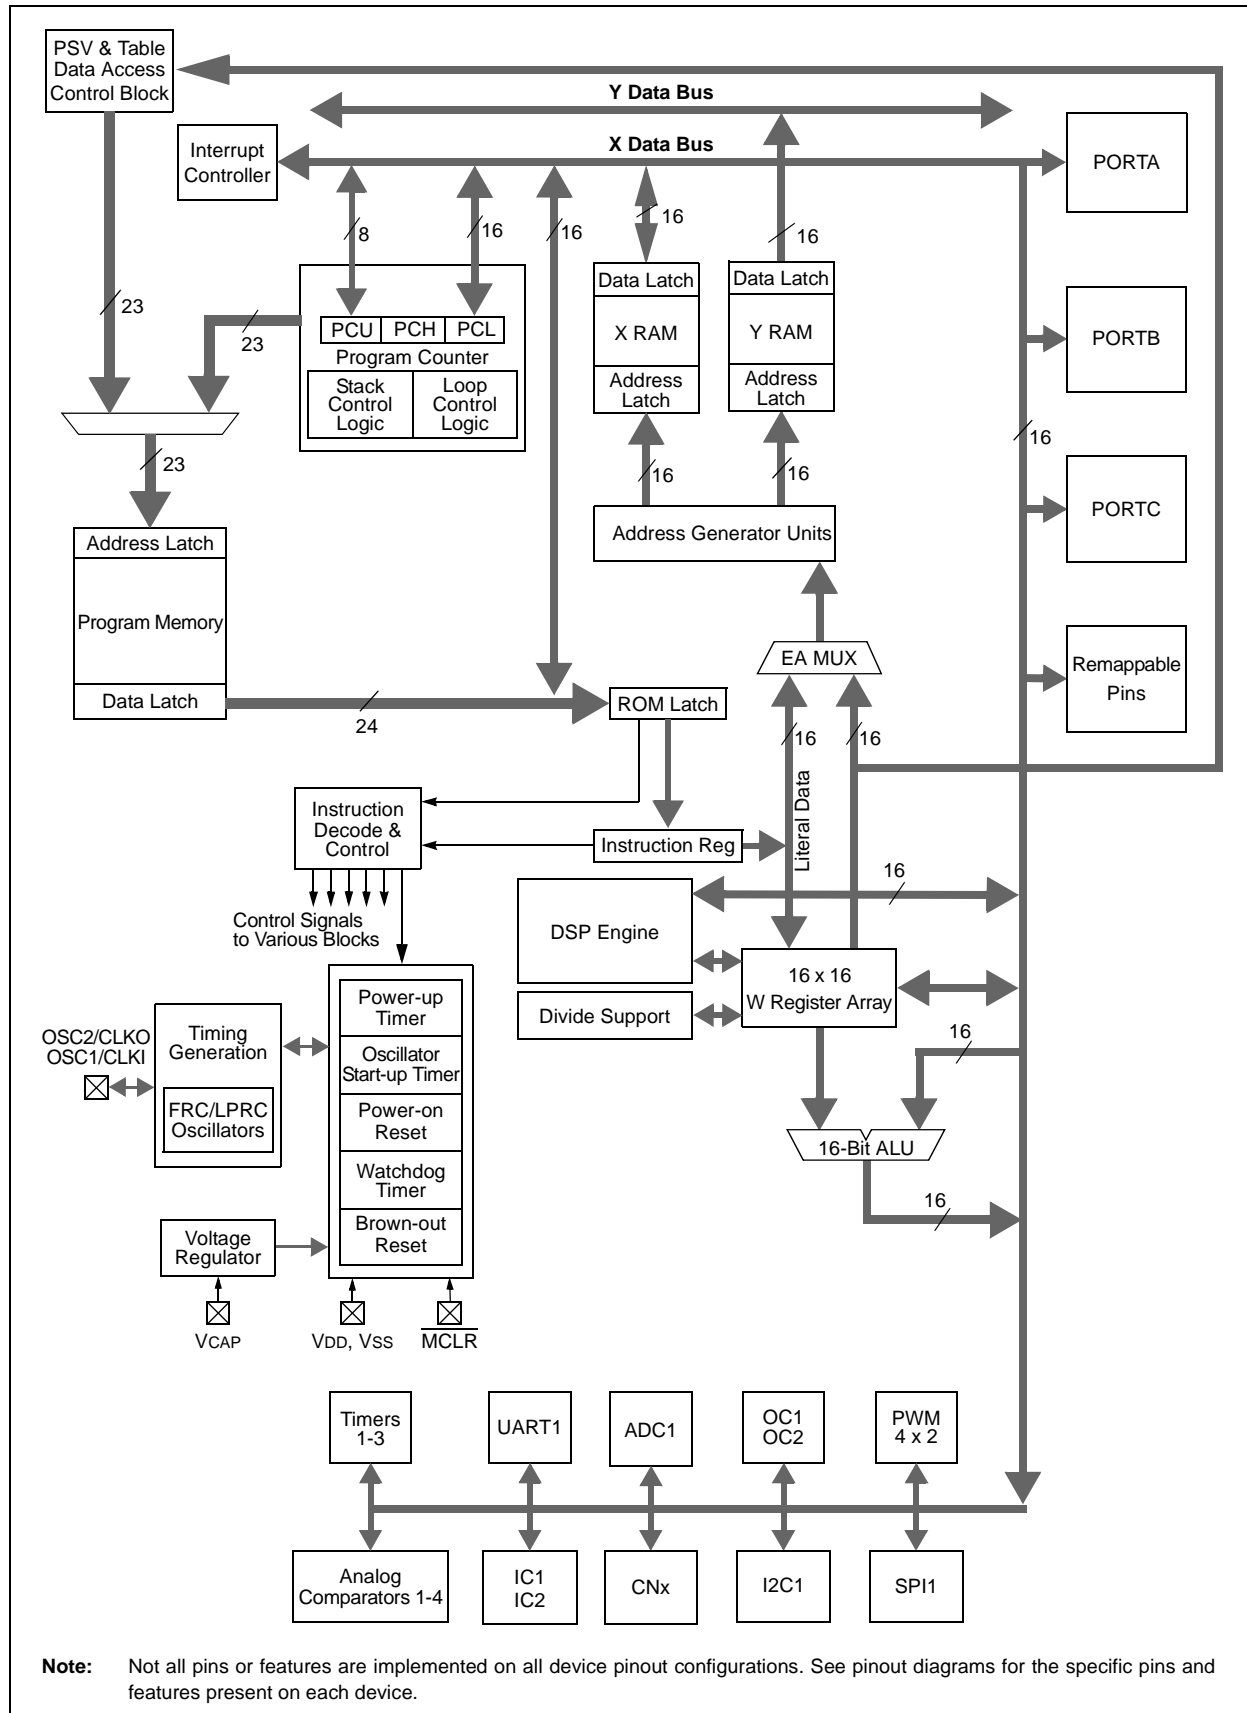 PSV & Table
Data Access
Control Block
Y Data Bus
X Data Bus
Interrupt
Controller
PORTA
8
16
16
16
16
23
23
Data Latch
Data Latch
PCU
PCH
PCL
Program Counter
X RAM
Y RAM
PORTB
Stack
Control
Logic
Loop
Control
Logic
Address
Latch
Address
Latch
16
23
16
16
PORTC
Address Latch
Address Generator Units
Program Memory
EA MUX
Remappable
Pins
Data Latch
24
ROM Latch
16
16
Literal Data
Instruction
Decode &
Control
Instruction Reg
16
Control Signals
to Various Blocks
DSP Engine
16 x 16
W Register Array
Divide Support
Power-up
Timer
OSC2/CLKO
OSC1/CLKI
Timing
Generation
Oscillator
Start-up Timer
16
FRC/LPRC
Oscillators
Power-on
Reset
16-Bit ALU
Watchdog
Timer
16
Voltage
Regulator
Brown-out
Reset
VCAP
VDD, VSS
MCLR
Timers
1-3
UART1
ADC1
OC1
OC2
PWM
4 x 2
Analog
Comparators 1-4
IC1
IC2
CNx
I2C1
SPI1
Note: Not all pins or features are implemented on all device pinout configurations. See pinout diagrams for the specific pins and
features present on each device.